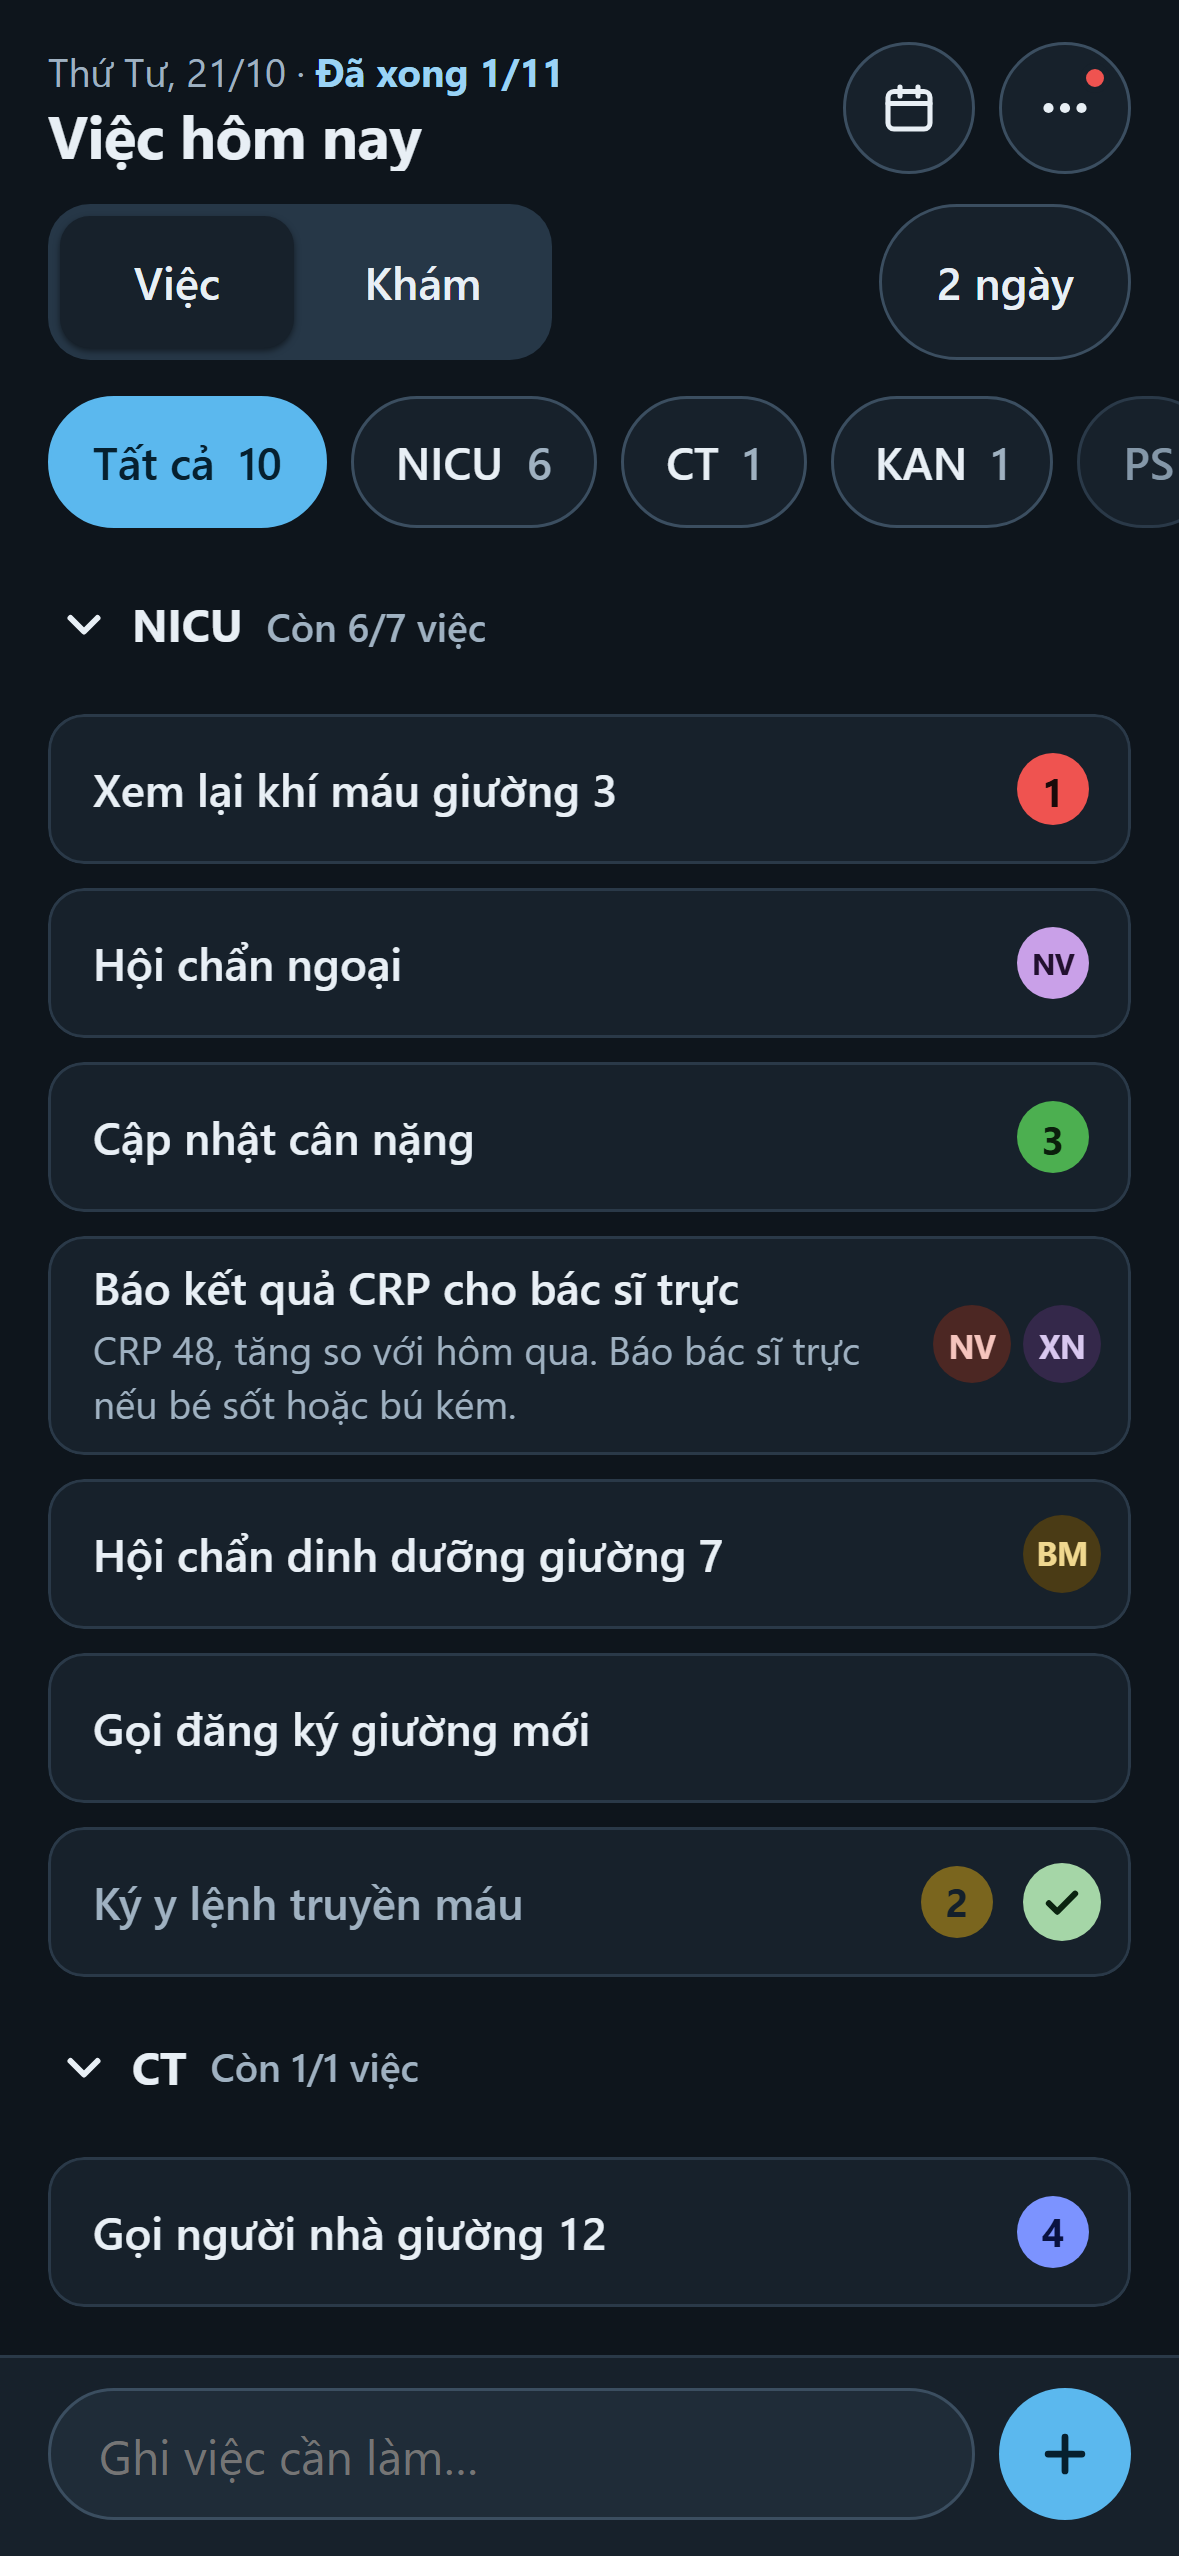 Thứ Tư, 21/10 · Đã xong 1/11
Việc hôm nay
Việc
Khám
2 ngày
Tất cả 10
NICU 6
CT 1
KAN 1
PS
NICU Còn 6/7 việc
Xem lại khí máu giường 3
1
Hội chẩn ngoại
NV
Cập nhật cân nặng
3
Báo kết quả CRP cho bác sĩ trực
CRP 48, tăng so với hôm qua. Báo bác sĩ trực
nếu bé sốt hoặc bú kém.
NV XN
Hội chẩn dinh dưỡng giường 7
BM
Gọi đăng ký giường mới
Ký y lệnh truyền máu
2
CT Còn 1/1 việc
Gọi người nhà giường 12
4
Ghi việc cần làm...